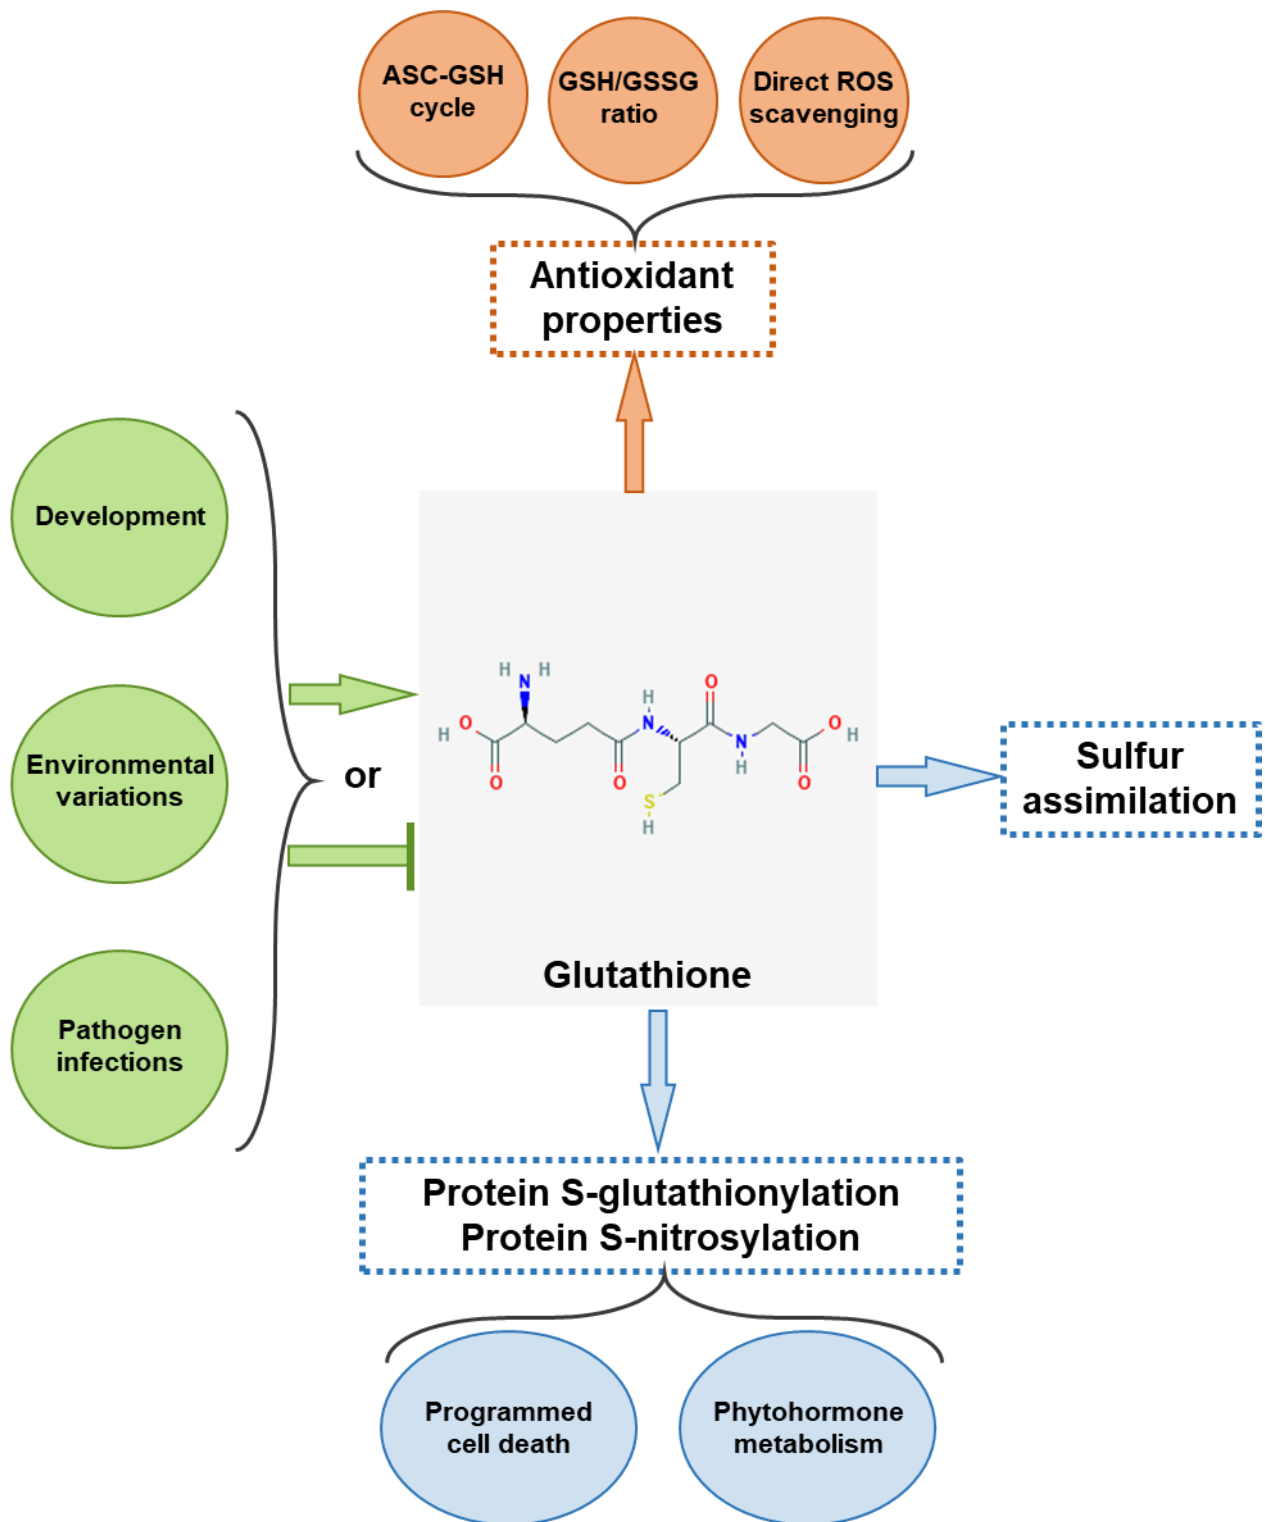 ASC-GSH
cycle
GSH/GSSG
ratio
Direct ROS
scavenging
Antioxidant
properties
Development
Environmental
variations
Pathogen
infections
or
H H
N
H O
O
O
H
N
S
H
O
N
H
O
O H
Glutathione
Sulfur
assimilation
Protein S-glutathionylation
Protein S-nitrosylation
Programmed
cell death
Phytohormone
metabolism